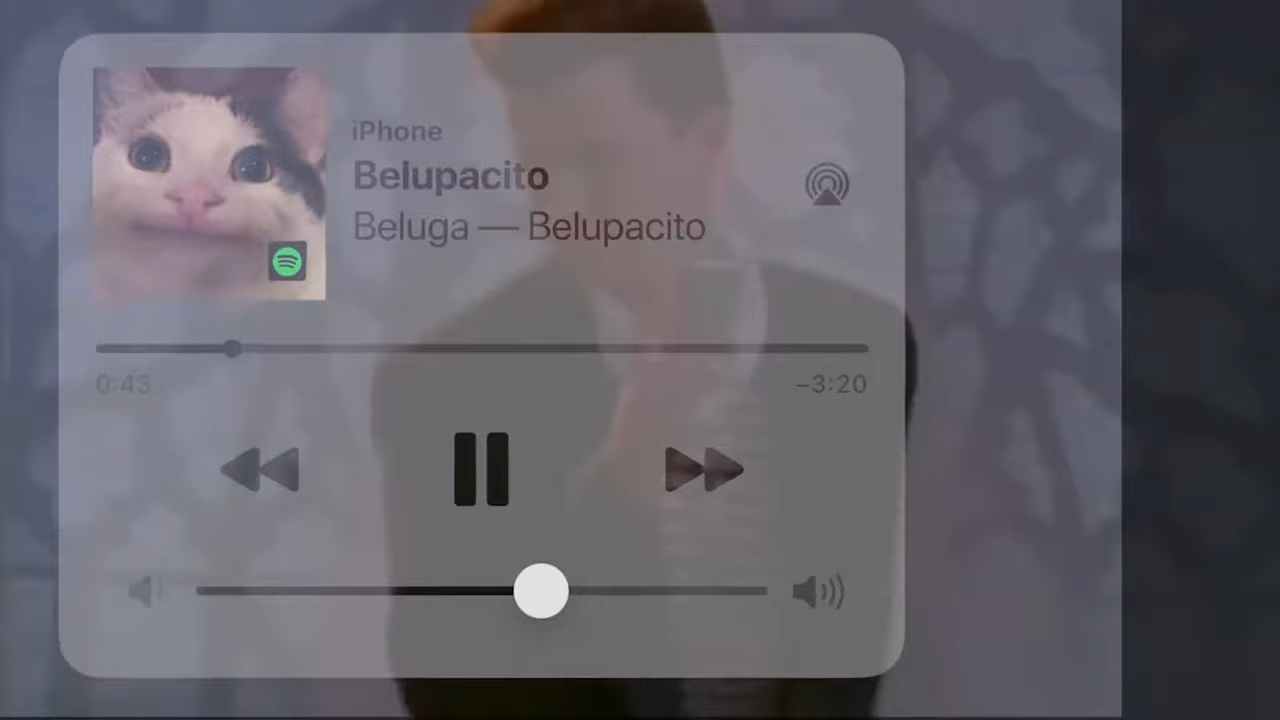 iPhone
Belupacito
Beluga — Belupacito
0:43
–3:20